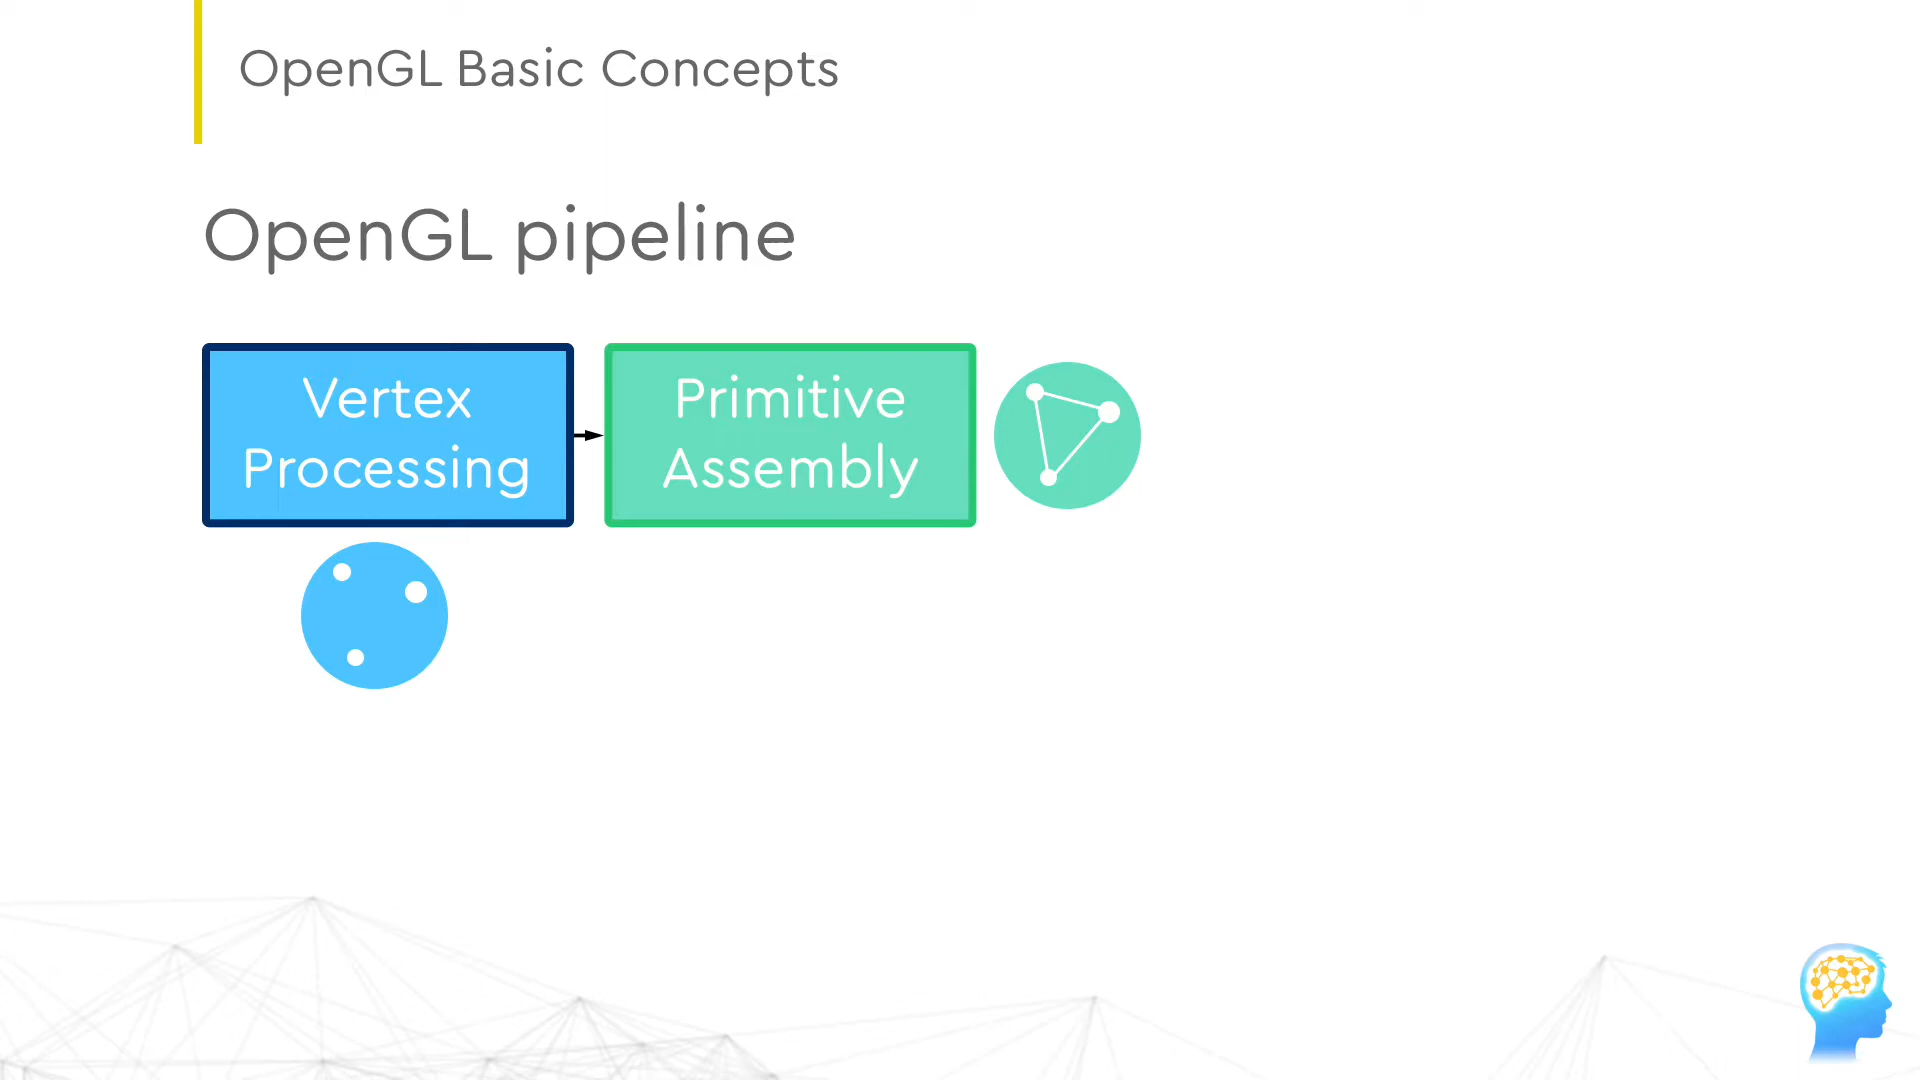 OpenGL Basic Concepts
OpenGL pipeline
Vertex
Processing
Primitive
Assembly